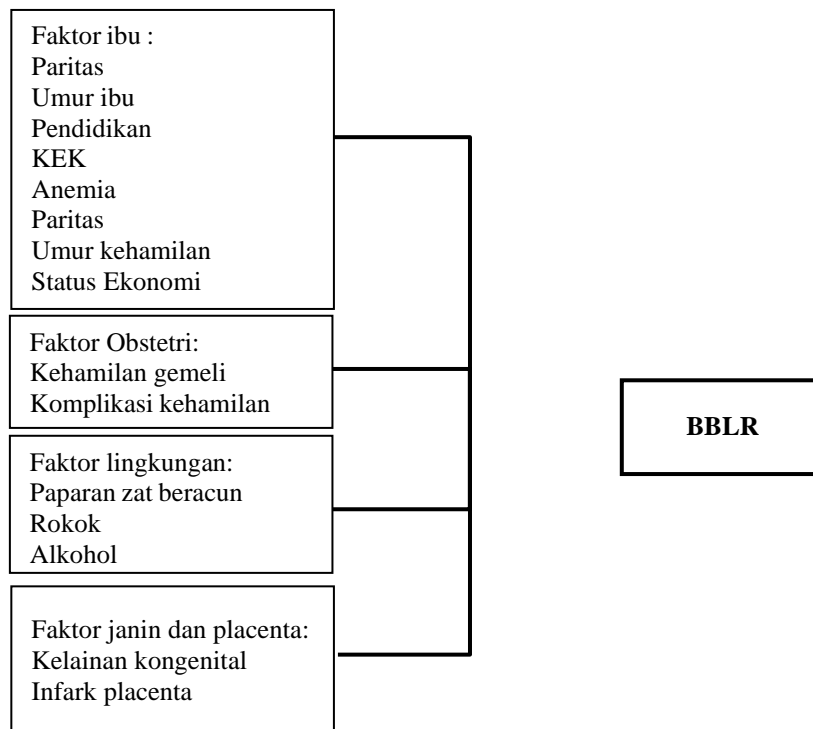 Faktor ibu :
Paritas
Umur ibu
Pendidikan
KEK
Anemia
Paritas
Umur kehamilan
Status Ekonomi
Faktor Obstetri:
Kehamilan gemeli
Komplikasi kehamilan
Faktor lingkungan:
Paparan zat beracun
Rokok
Alkohol
Faktor janin dan placenta:
Kelainan kongenital
Infark placenta
BBLR